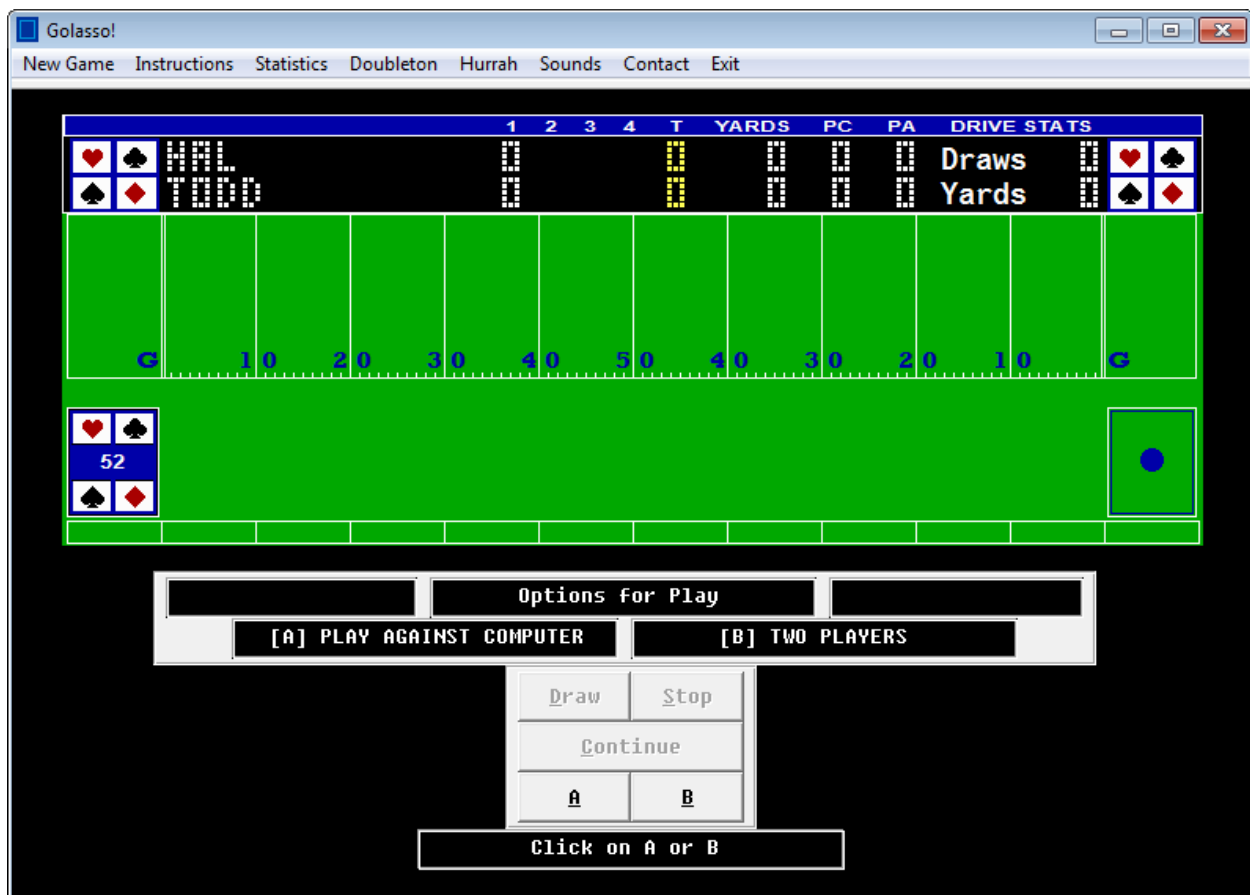 Golasso!
New Game Instructions Statistics Doubleton Hurrah Sounds Contact Exit
1 2 3 4 T YARDS PC PA DRIVE STATS
HAL 0 0 0 0 0 Draws 0
TODD 0 0 0 0 0 Yards 0
G 10 20 30 40 50 40 30 20 10 G
52
Options for Play
[A] PLAY AGAINST COMPUTER [B] TWO PLAYERS
Draw Stop
Continue
A B
Click on A or B